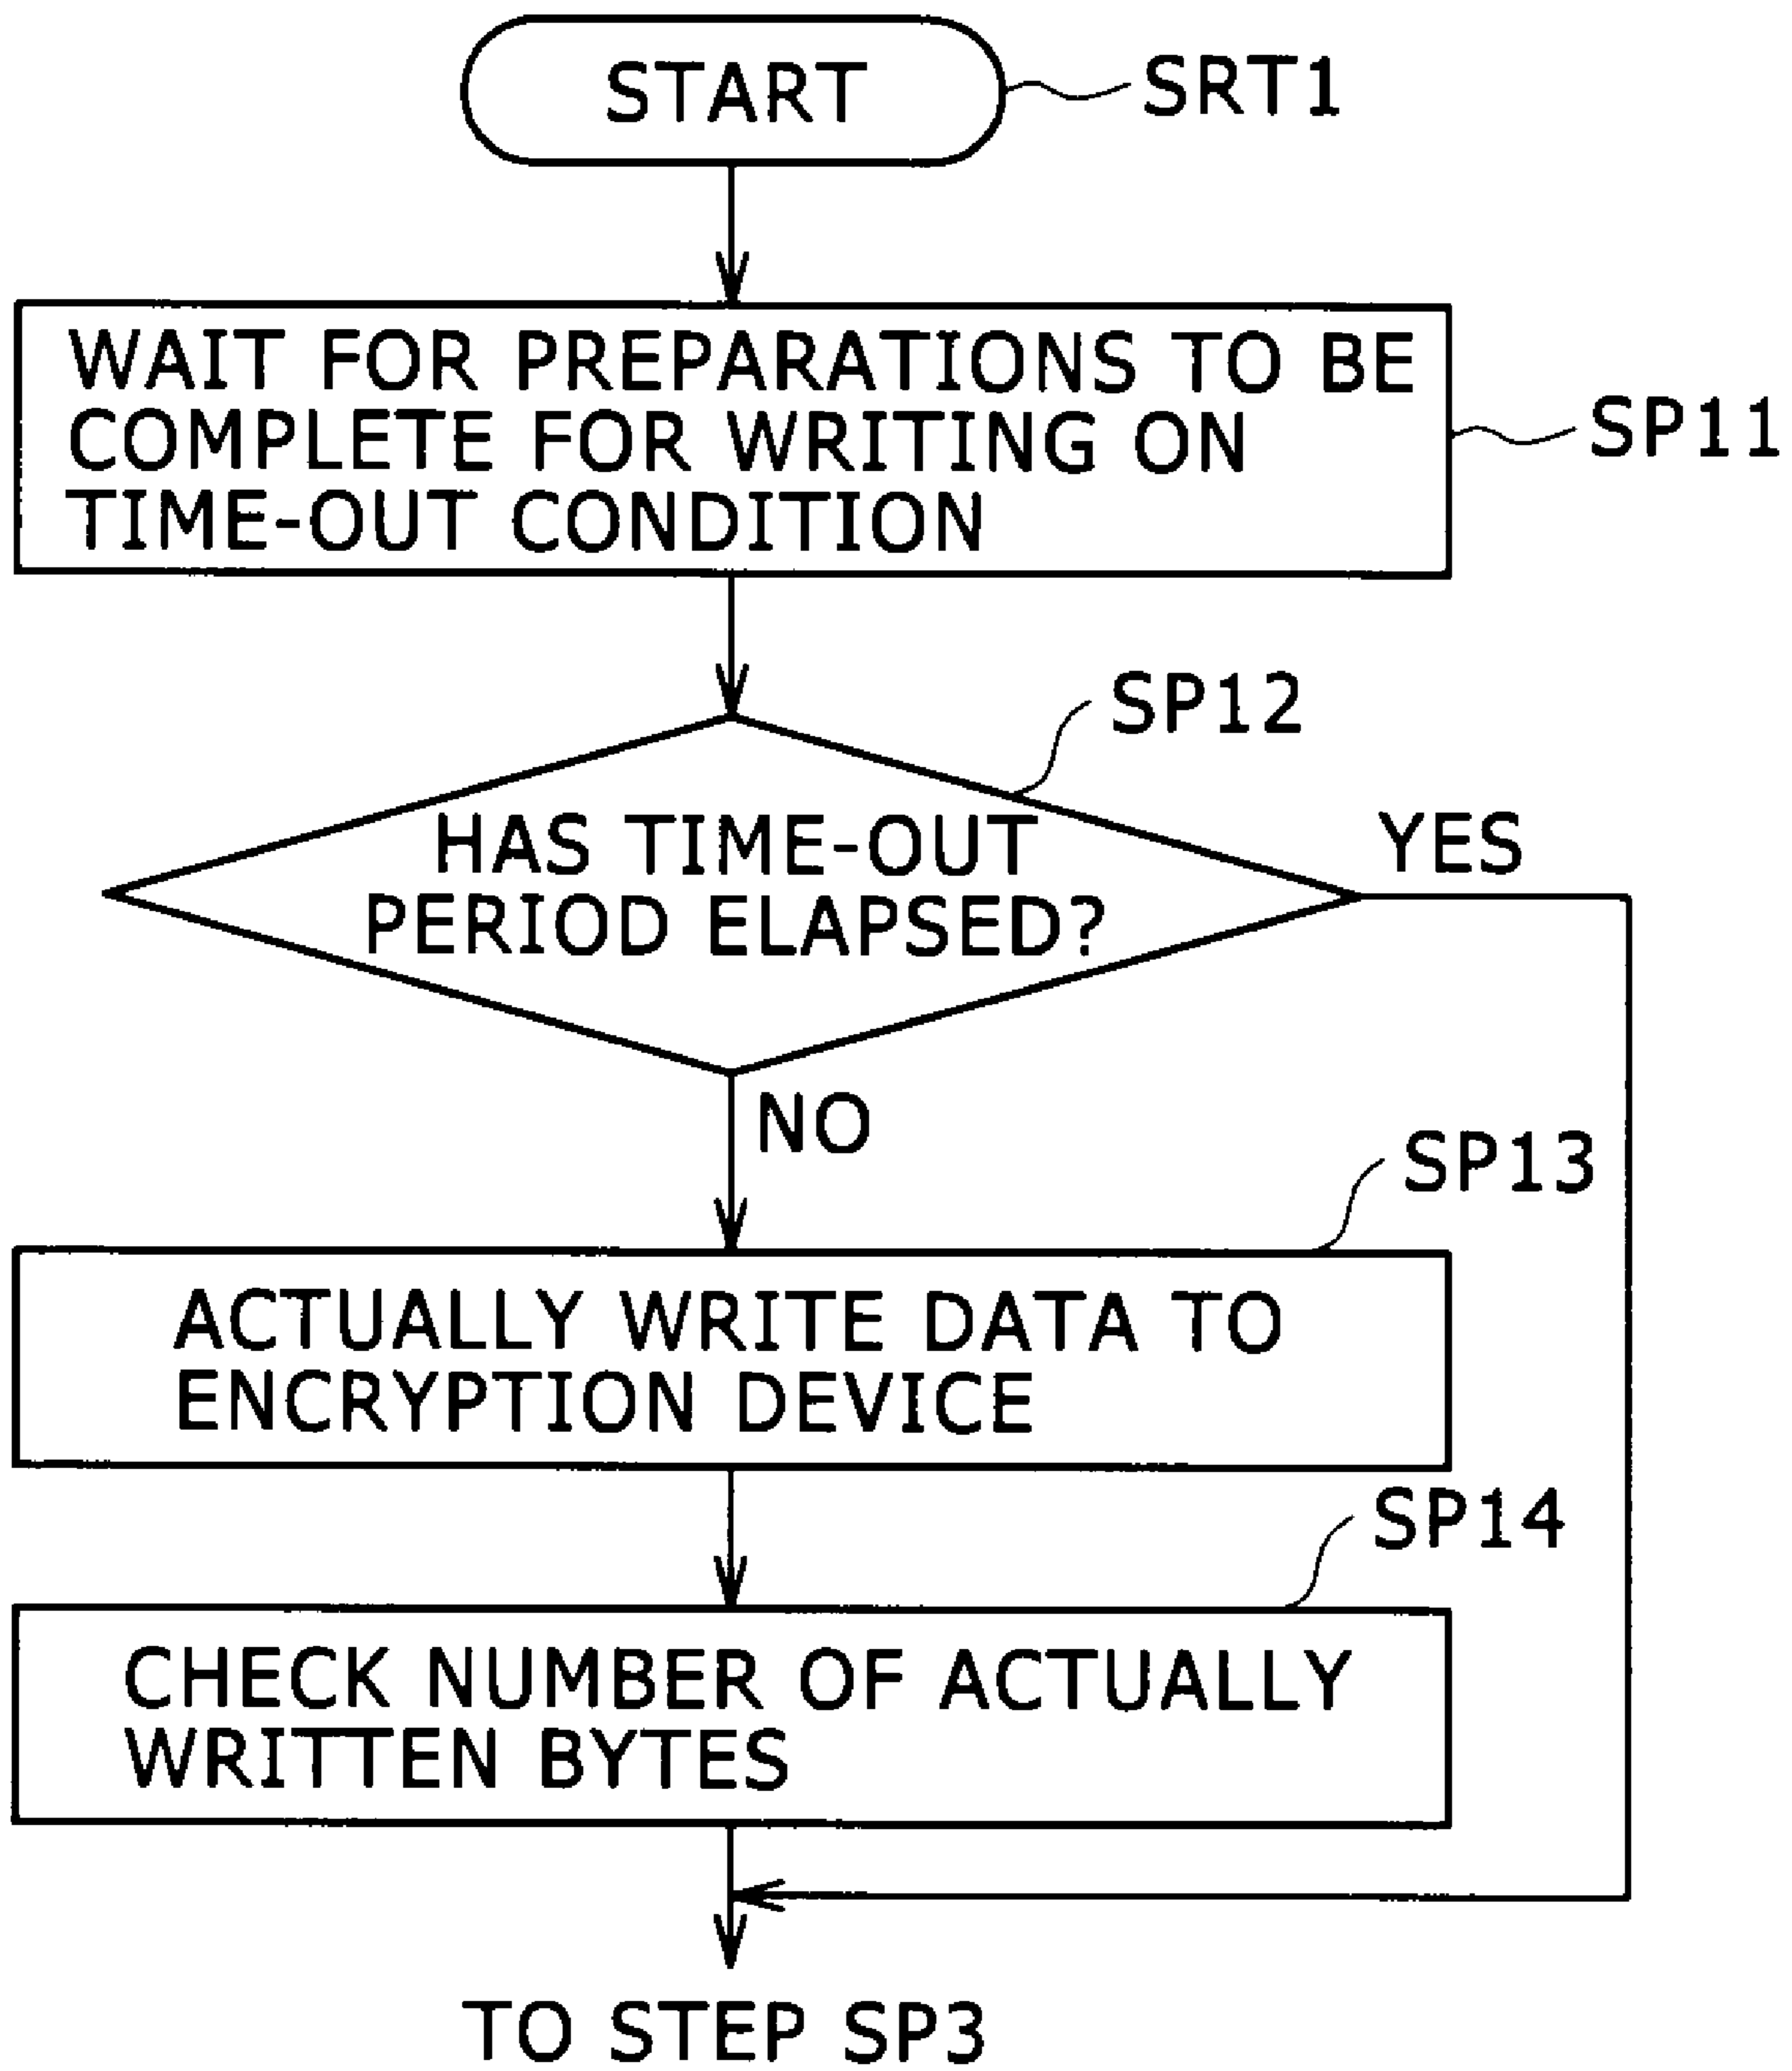 START
SRT1
WAIT FOR PREPARATIONS TO BE
COMPLETE FOR WRITING ON
TIME-OUT CONDITION
SP11
SP12
HAS TIME-OUT
PERIOD ELAPSED?
YES
NO
SP13
ACTUALLY WRITE DATA TO
ENCRYPTION DEVICE
SP14
CHECK NUMBER OF ACTUALLY
WRITTEN BYTES
TO STEP SP3